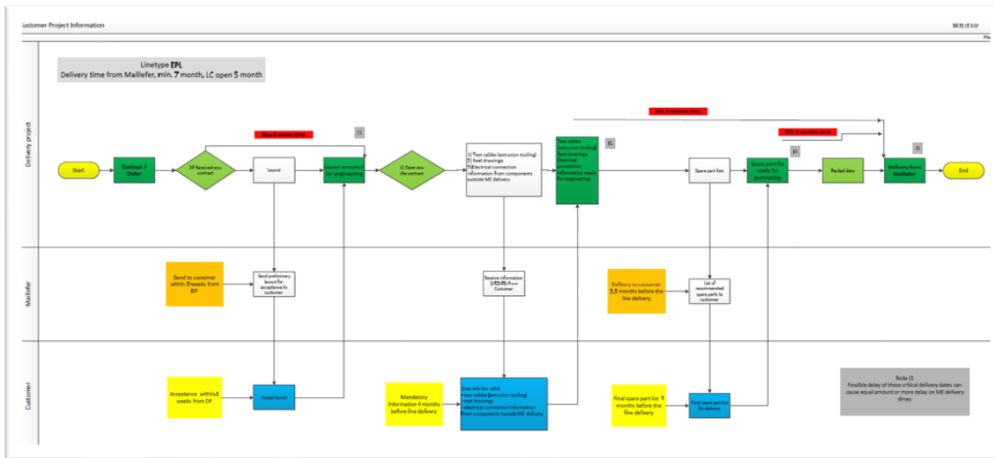 Customer Project Information
Linetype EPL
Delivery time from Maillefer, min. 7 month, LC open 5 month
Delivery project
Start
Contract /
Order
DP Received
contract
Layout
Layout accepted
for engineering
LC Open
the contract
Test cables (extrusion tooling)
Reel drawings
Electrical connection
information from components
outside ME delivery
Test cables
(extrusion tooling)
Reel drawings
Electrical
connection
information ready
for engineering
Spare part lists
Spare part list
ready for
purchasing
Packed date
Delivery from
Maillefer
End
Maillefer
Send to customer
within 3 weeks from
DP
Send preliminary
layout for
acceptance to
customer
Receive information
from
Customer
Delivery to customer
months before the
line delivery
List of
recommended
spare parts to
customer
Customer
Acceptance within
weeks from DP
Accept layout
Mandatory
Information 4 months
before line delivery
Give info for valid
• test cables (extrusion tooling)
• reel drawings
• electrical connection information
from components outside ME delivery
Final spare part list
months before the
line delivery
Final spare part list
for delivery
Note
Possible delay of these critical delivery dates can
cause equal amount or more delay on ME delivery
times